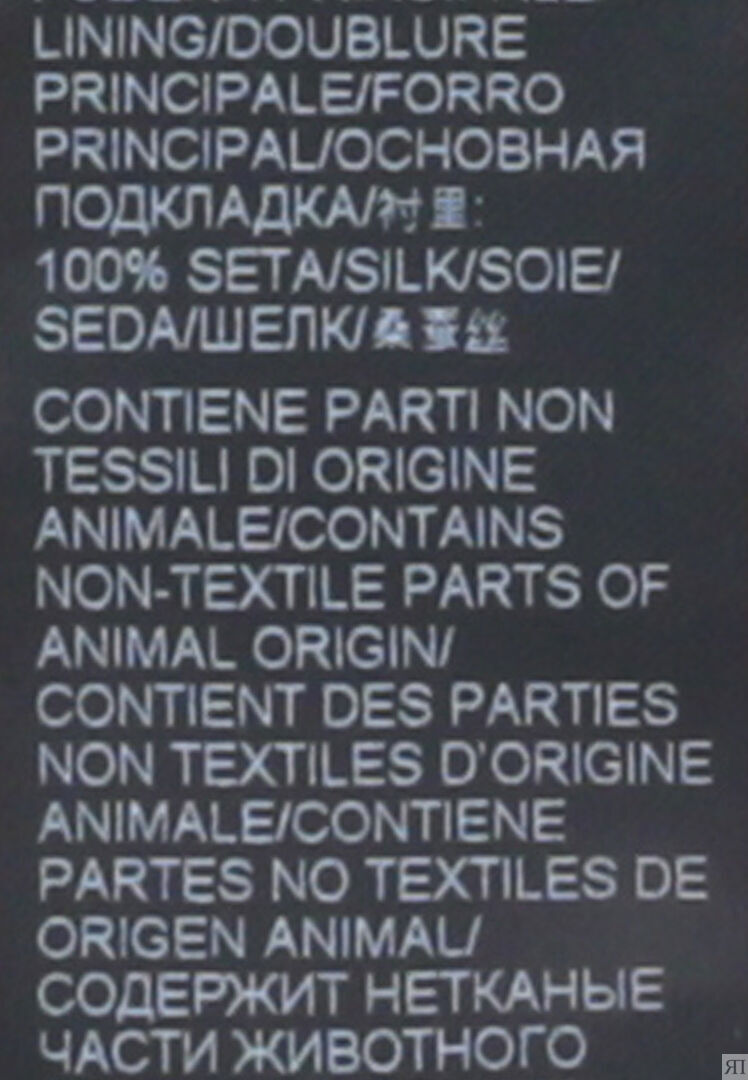 LINING/DOUBLURE
PRINCIPALE/FORRO
PRINCIPAL/ОСНОВНАЯ
ПОДКЛАДКА/衬里:
100% SETA/SILK/SOIE/
SEDA/ШЕЛК/桑蚕丝
CONTIENE PARTI NON
TESSILI DI ORIGINE
ANIMALE/CONTAINS
NON-TEXTILE PARTS OF
ANIMAL ORIGIN/
CONTIENT DES PARTIES
NON TEXTILES D'ORIGINE
ANIMALE/CONTIENE
PARTES NO TEXTILES DE
ORIGEN ANIMAL/
СОДЕРЖИТ НЕТКАНЫЕ
ЧАСТИ ЖИВОТНОГО
ЯП